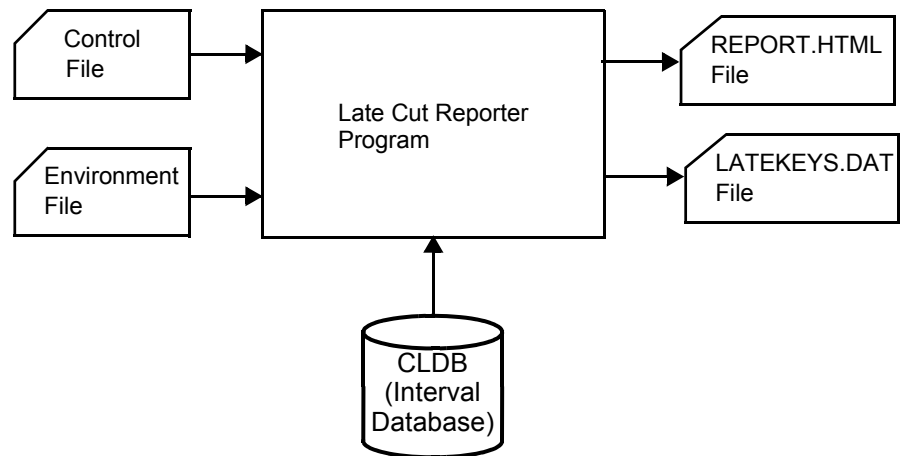 Control
File
Environment
File
Late Cut Reporter
Program
REPORT.HTML
File
LATEKEYS.DAT
File
CLDB
(Interval
Database)